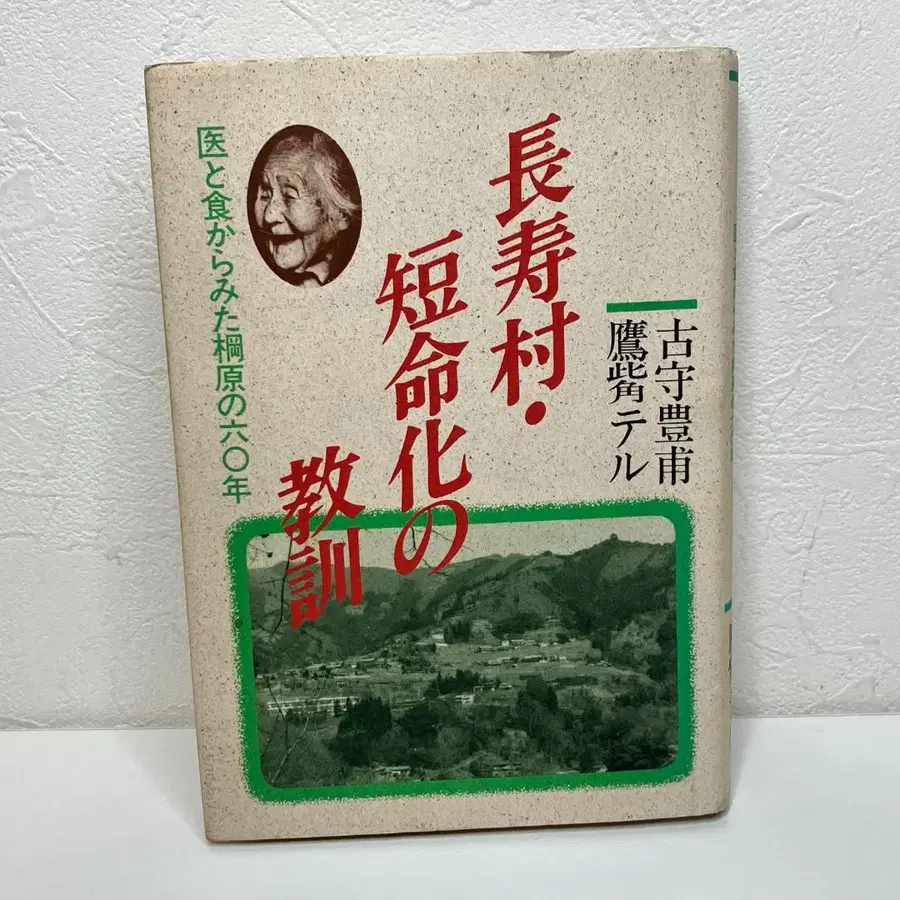 長寿村・
短命化の
教訓
医と食からみた棡原の六〇年
古守豊甫
鷹觜テル